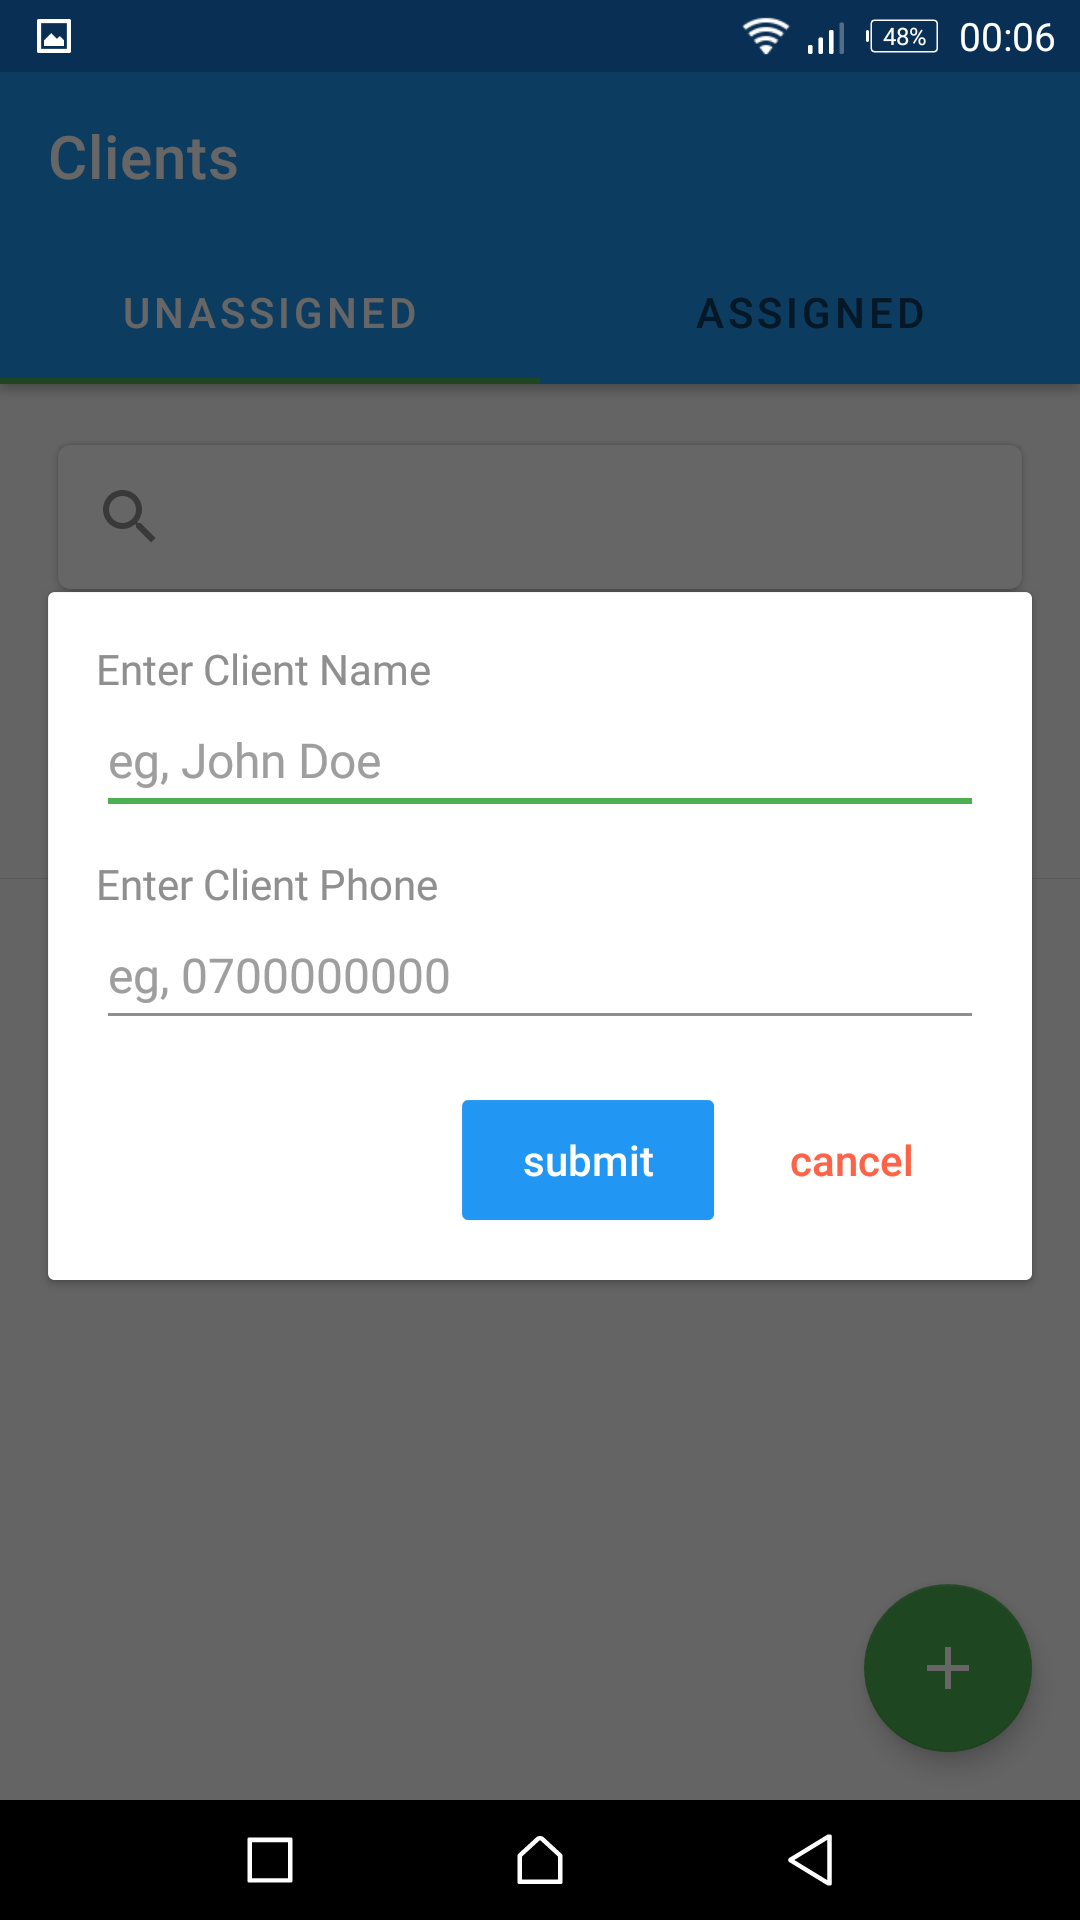 48% 00:06
Clients
UNASSIGNED ASSIGNED
Enter Client Name
eg, John Doe
Enter Client Phone
eg, 0700000000
submit cancel